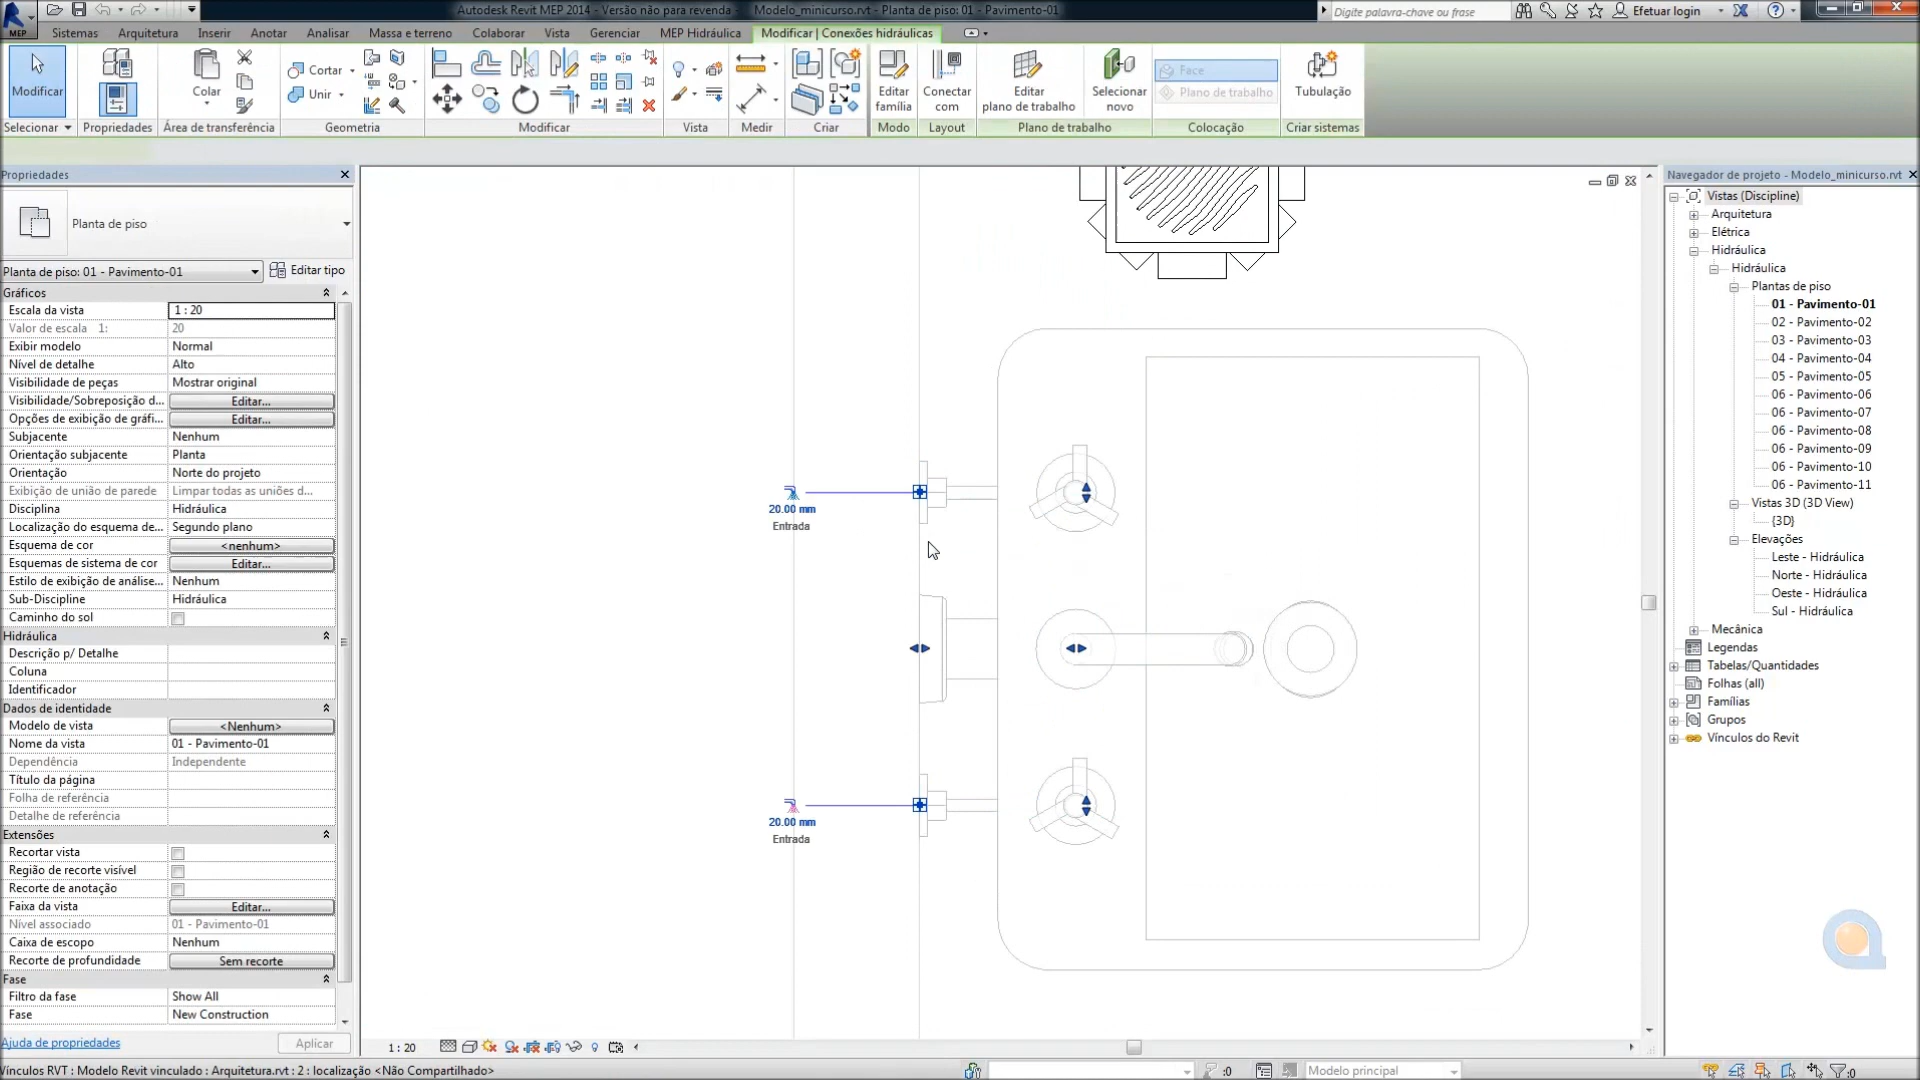 Autodesk Revit MEP 2014 - Versão não para revenda -
Modelo_minicurso.rvt - Planta de piso: 01 - Pavimento-01
Digite palavra-chave ou frase
Efetuar login
MEP
Sistemas
Arquitetura
Inserir
Anotar
Analisar
Massa e terreno
Colaborar
Vista
Gerenciar
MEP Hidráulica
Modificar | Conexões hidráulicas
Modificar
Colar
Cortar
Unir
Editar família
Conectar com
Editar plano de trabalho
Selecionar novo
Face
Plano de trabalho
Tubulação
Selecionar
Propriedades
Área de transferência
Geometria
Modificar
Vista
Medir
Criar
Modo
Layout
Plano de trabalho
Colocação
Criar sistemas
Propriedades
Planta de piso
Planta de piso: 01 - Pavimento-01
Editar tipo
Gráficos
Escala da vista 1 : 20
Valor de escala 1: 20
Exibir modelo Normal
Nível de detalhe Alto
Visibilidade de peças Mostrar original
Visibilidade/Sobreposição d... Editar...
Opções de exibição de gráfi... Editar...
Subjacente Nenhum
Orientação subjacente Planta
Orientação Norte do projeto
Exibição de união de parede Limpar todas as uniões d...
Disciplina Hidráulica
Localização do esquema de... Segundo plano
Esquema de cor <nenhum>
Esquemas de sistema de cor Editar...
Estilo de exibição de análise... Nenhum
Sub-Disciplina Hidráulica
Caminho do sol
Hidráulica
Descrição p/ Detalhe
Coluna
Identificador
Dados de identidade
Modelo de vista <Nenhum>
Nome da vista 01 - Pavimento-01
Dependência Independente
Título da página
Folha de referência
Detalhe de referência
Extensões
Recortar vista
Região de recorte visível
Recorte de anotação
Faixa da vista Editar...
Nível associado 01 - Pavimento-01
Caixa de escopo Nenhum
Recorte de profundidade Sem recorte
Fase
Filtro da fase Show All
Fase New Construction
Ajuda de propriedades
Aplicar
20.00 mm
Entrada
20.00 mm
Entrada
1 : 20
Navegador de projeto - Modelo_minicurso.rvt
Vistas (Discipline)
Arquitetura
Elétrica
Hidráulica
Hidráulica
Plantas de piso
01 - Pavimento-01
02 - Pavimento-02
03 - Pavimento-03
04 - Pavimento-04
05 - Pavimento-05
06 - Pavimento-06
06 - Pavimento-07
06 - Pavimento-08
06 - Pavimento-09
06 - Pavimento-10
06 - Pavimento-11
Vistas 3D (3D View)
{3D}
Elevações
Leste - Hidráulica
Norte - Hidráulica
Oeste - Hidráulica
Sul - Hidráulica
Mecânica
Legendas
Tabelas/Quantidades
Folhas (all)
Famílias
Grupos
Vínculos do Revit
Vínculos RVT : Modelo Revit vinculado : Arquitetura.rvt : 2 : localização <Não Compartilhado>
:0
Modelo principal
:0